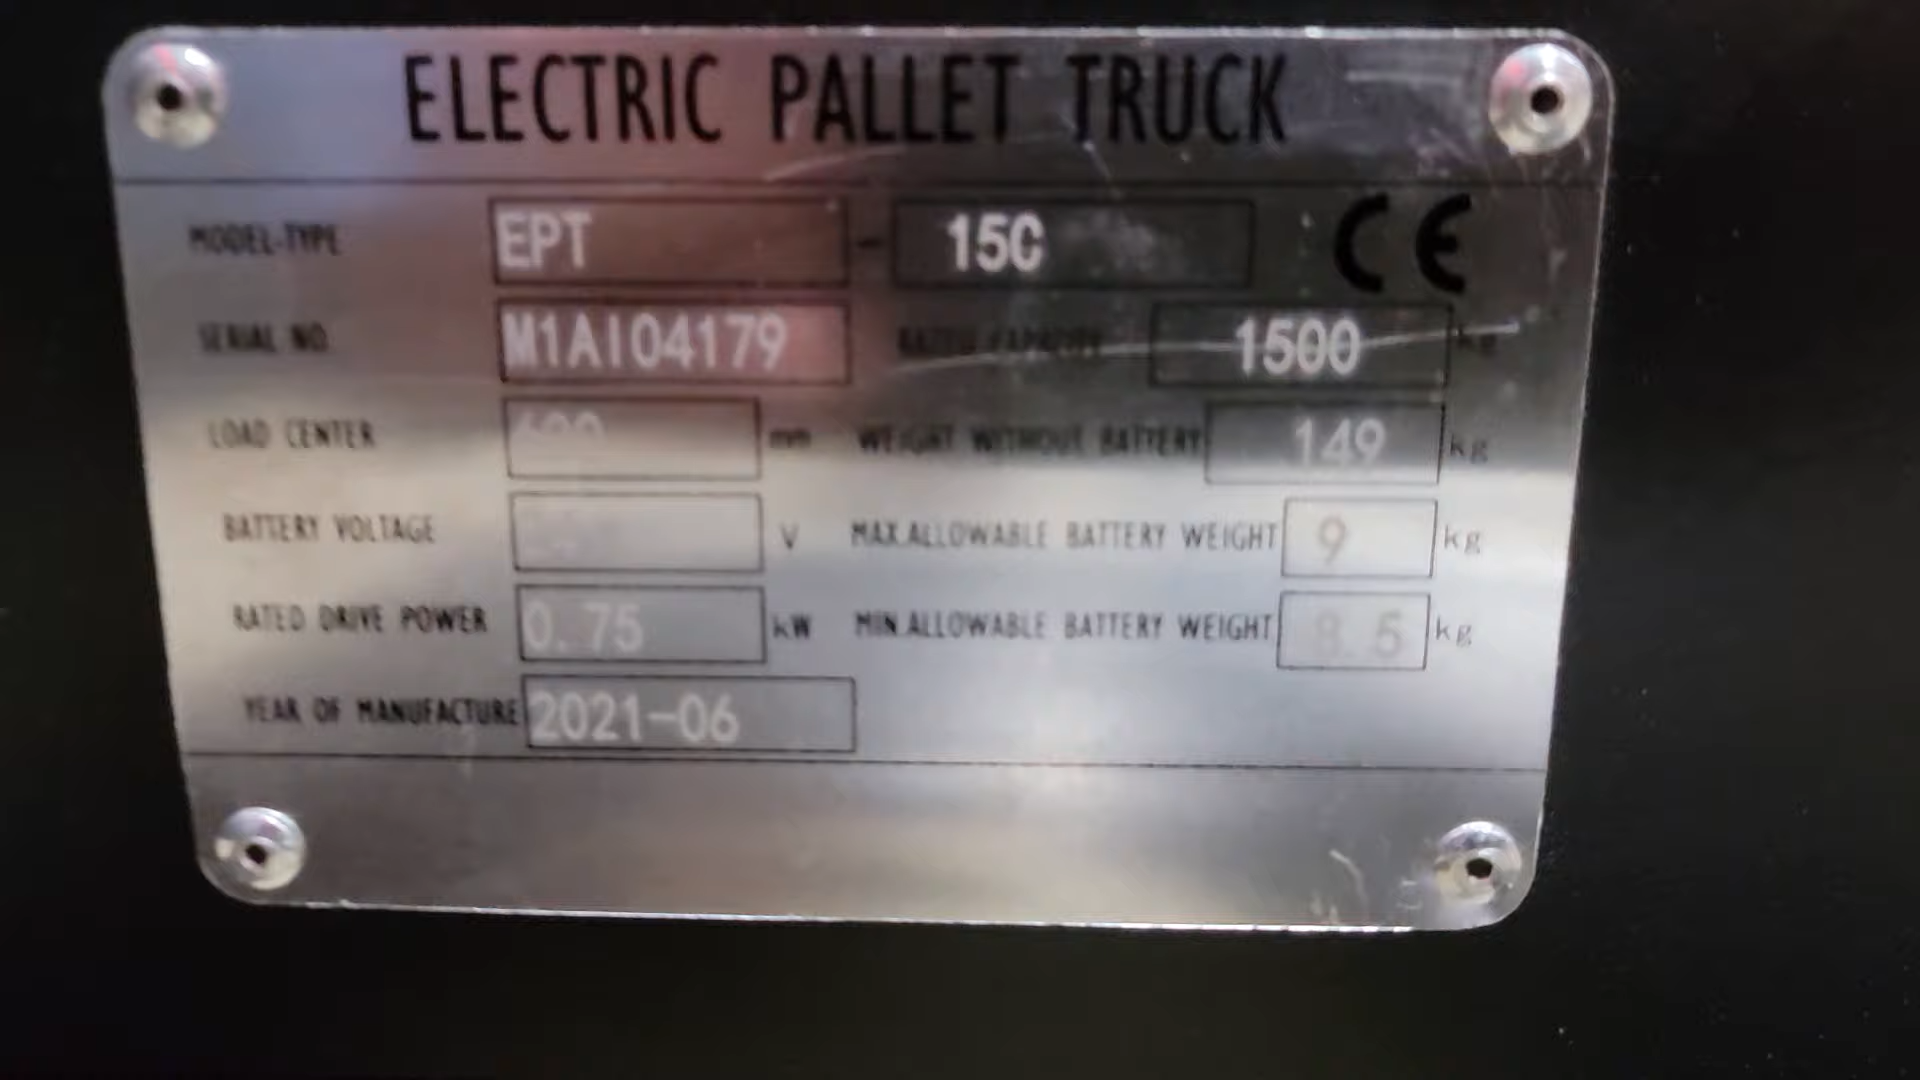 ELECTRIC PALLET TRUCK
MODEL-TYPE EPT - 15C CE
SERIAL NO. M1AI04179 RATED CAPACITY 1500 kg
LOAD CENTER 600 mm WEIGHT WITHOUT BATTERY 149 kg
BATTERY VOLTAGE V MAX.ALLOWABLE BATTERY WEIGHT 9 kg
RATED DRIVE POWER 0.75 kW MIN.ALLOWABLE BATTERY WEIGHT 8.5 kg
YEAR OF MANUFACTURE 2021-06